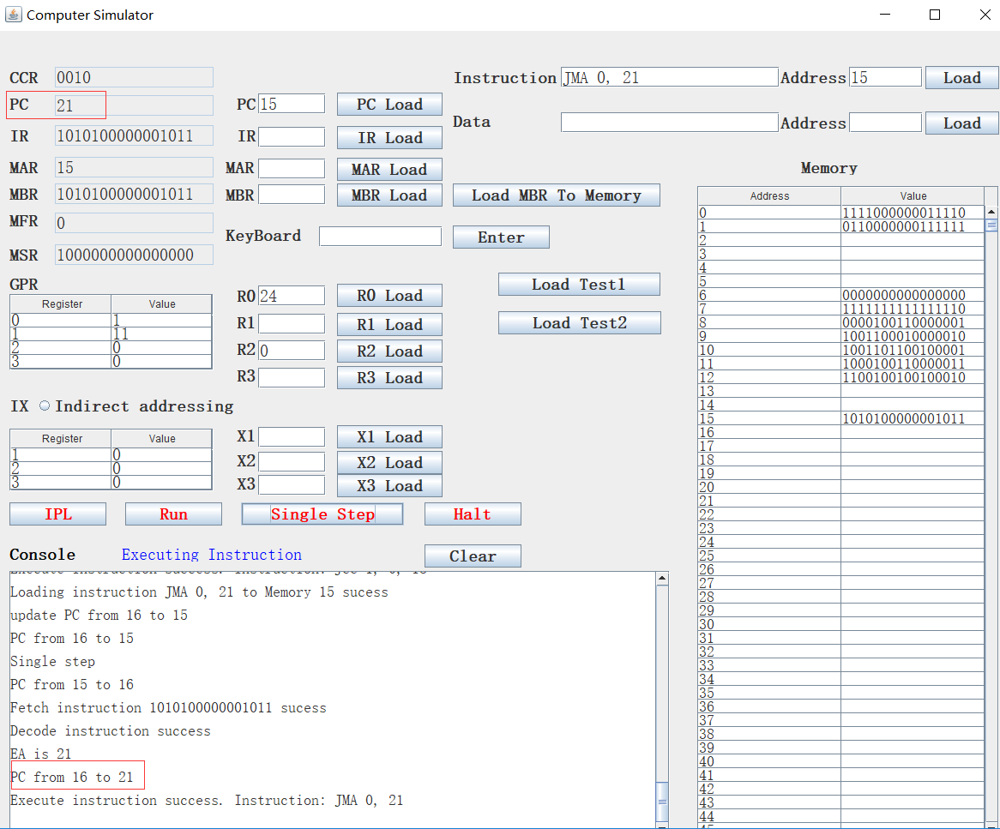 Computer Simulator
CCR 0010
Instruction JMA 0, 21 Address 15 Load
PC 21 PC 15 PC Load
Data Address Load
IR 1010100000001011 IR IR Load
MAR 15 MAR MAR Load
Memory
MBR 1010100000001011 MBR MBR Load Load MBR To Memory
MFR 0
KeyBoard Enter
MSR 1000000000000000
GPR
Register Value
0 1
1 11
2 0
3 0
R0 24 R0 Load
R1 R1 Load
R2 0 R2 Load
R3 R3 Load
Load Test1
Load Test2
IX Indirect addressing
Register Value
1 0
2 0
3 0
X1 X1 Load
X2 X2 Load
X3 X3 Load
IPL Run Single Step Halt
Console Executing Instruction Clear
Loading instruction JMA 0, 21 to Memory 15 sucess
update PC from 16 to 15
PC from 16 to 15
Single step
PC from 15 to 16
Fetch instruction 1010100000001011 sucess
Decode instruction success
EA is 21
PC from 16 to 21
Execute instruction success. Instruction: JMA 0, 21
Address Value
0 1111000000011110
1 0110000000111111
2
3
4
5
6 0000000000000000
7 1111111111111110
8 0000100110000001
9 1001100010000010
10 1001101100100001
11 1000100110000011
12 1100100100100010
13
14
15 1010100000001011
16
17
18
19
20
21
22
23
24
25
26
27
28
29
30
31
32
33
34
35
36
37
38
39
40
41
42
43
44